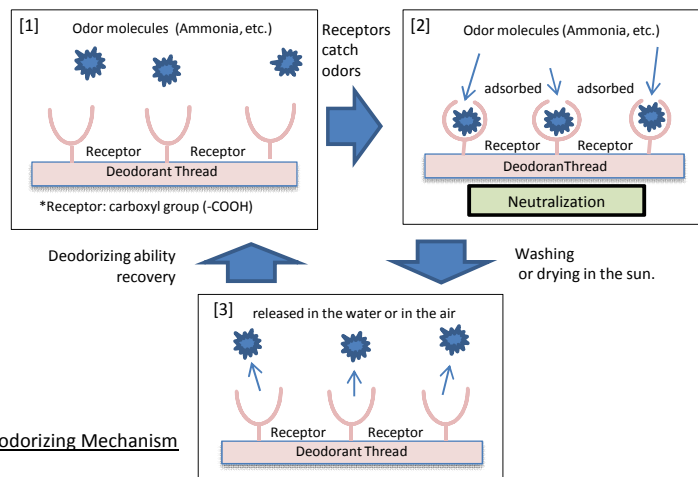 [1]
Odor molecules (Ammonia, etc.)
Receptor Receptor
Deodorant Thread
*Receptor: carboxyl group (-COOH)
Receptors
catch
odors
[2]
Odor molecules (Ammonia, etc.)
adsorbed adsorbed
Receptor Receptor
DeodoranThread
Neutralization
Deodorizing ability
recovery
Washing
or drying in the sun.
[3]
released in the water or in the air
Receptor Receptor
Deodorant Thread
odorizing Mechanism